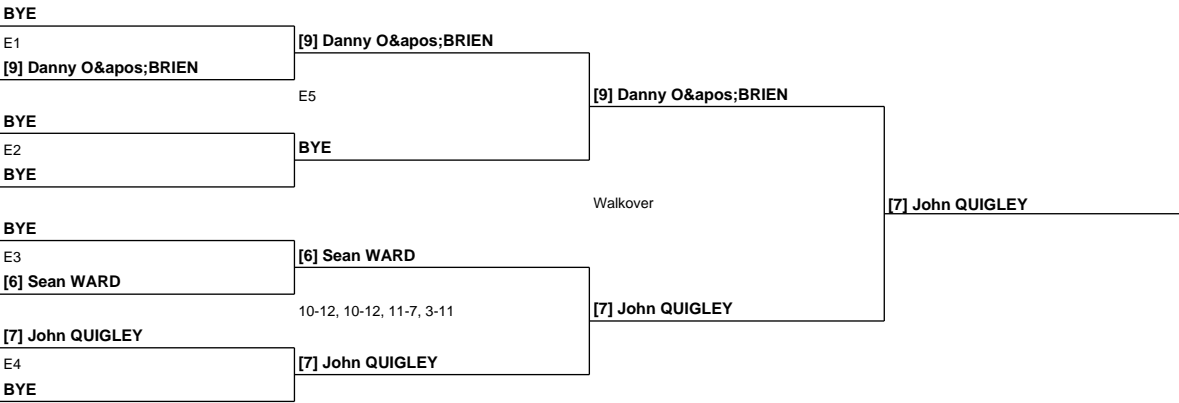 BYE
E1
[9] Danny O&apos;BRIEN
BYE
E2
BYE
BYE
E3
[6] Sean WARD
[7] John QUIGLEY
E4
BYE
[9] Danny O&apos;BRIEN
E5
BYE
[6] Sean WARD
10-12, 10-12, 11-7, 3-11
[7] John QUIGLEY
[9] Danny O&apos;BRIEN
Walkover
[7] John QUIGLEY
[7] John QUIGLEY